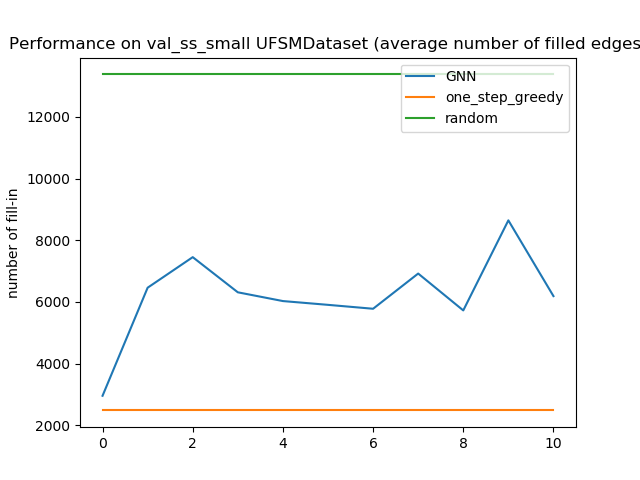 Performance on val_ss_small UFSMDataset (average number of filled edges
GNN
one_step_greedy
random
number of fill-in
12000
10000
8000
6000
4000
2000
0 2 4 6 8 10